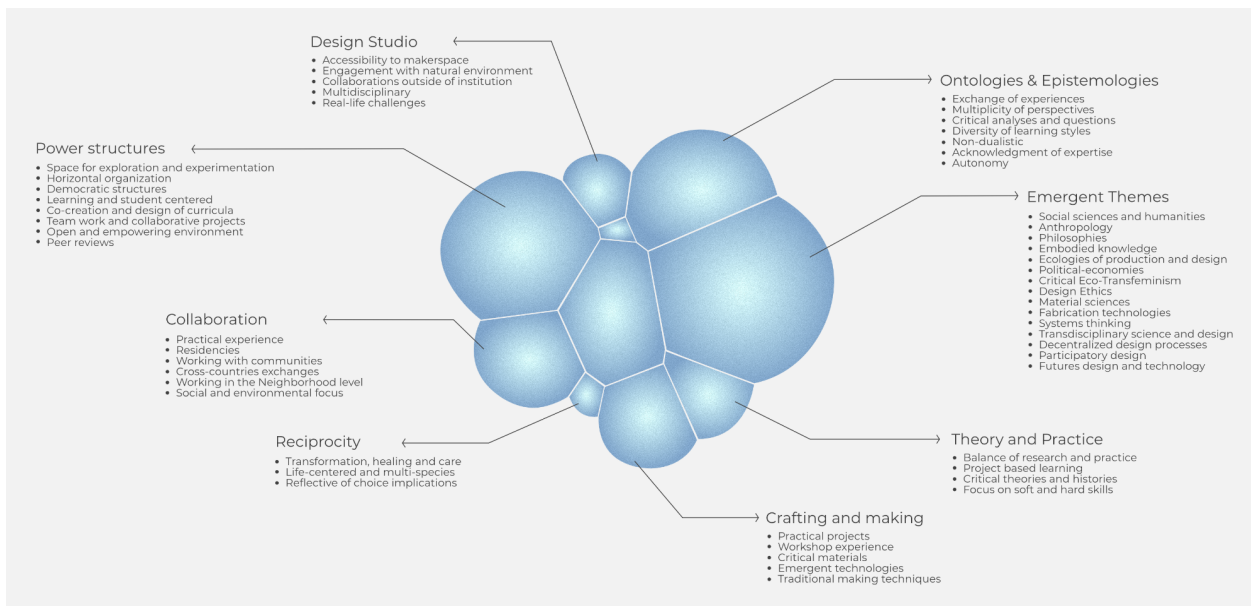 Design Studio
• Accessibility to makerspace
• Engagement with natural environment
• Collaborations outside of institution
• Multidisciplinary
• Real-life challenges
Ontologies & Epistemologies
• Exchange of experiences
• Multiplicity of perspectives
• Critical analyses and questions
• Diversity of learning styles
• Non-dualistic
• Acknowledgment of expertise
• Autonomy
Power structures
• Space for exploration and experimentation
• Horizontal organization
• Democratic structures
• Learning and student centered
• Co-creation and design of curricula
• Team work and collaborative projects
• Open and empowering environment
• Peer reviews
Emergent Themes
• Social sciences and humanities
• Anthropology
• Philosophies
• Embodied knowledge
• Ecologies of production and design
• Political-economies
• Critical Eco-Transfeminism
• Design Ethics
• Material sciences
• Fabrication technologies
• Systems thinking
• Transdisciplinary science and design
• Decentralized design processes
• Participatory design
• Futures design and technology
Collaboration
• Practical experience
• Residencies
• Working with communities
• Cross-countries exchanges
• Working in the Neighborhood level
• Social and environmental focus
Reciprocity
• Transformation, healing and care
• Life-centered and multi-species
• Reflective of choice implications
Theory and Practice
• Balance of research and practice
• Project based learning
• Critical theories and histories
• Focus on soft and hard skills
Crafting and making
• Practical projects
• Workshop experience
• Critical materials
• Emergent technologies
• Traditional making techniques